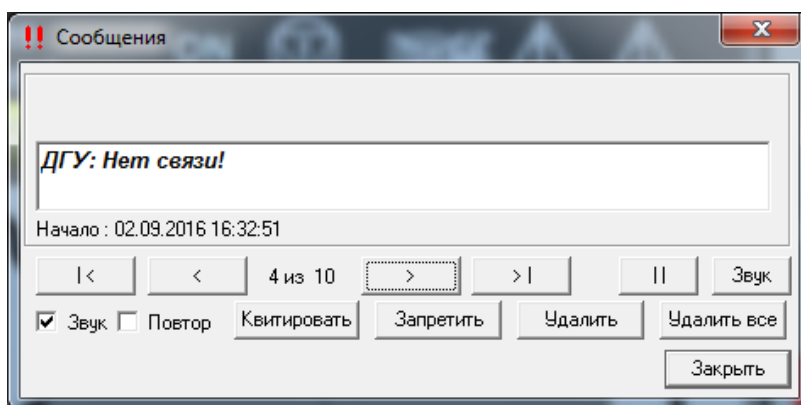 Сообщения
ДГУ: Нет связи!
Начало : 02.09.2016 16:32:51
|< < 4 из 10 > >| || Звук
Звук Повтор Квитировать Запретить Удалить Удалить все
Закрыть